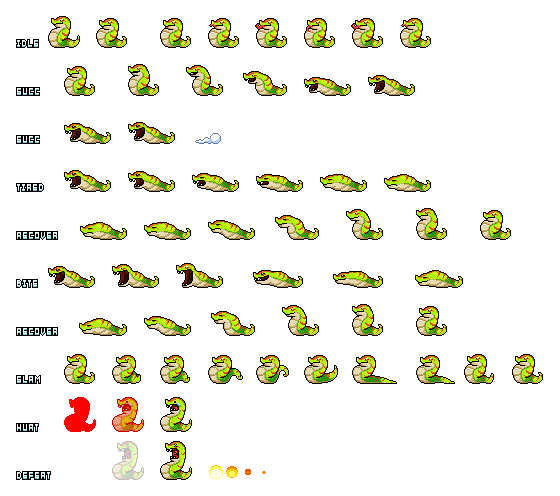 IDLE
SUCC
SUCC
TIRED
RECOVER
BITE
RECOVER
SLAM
HURT
DEFEAT